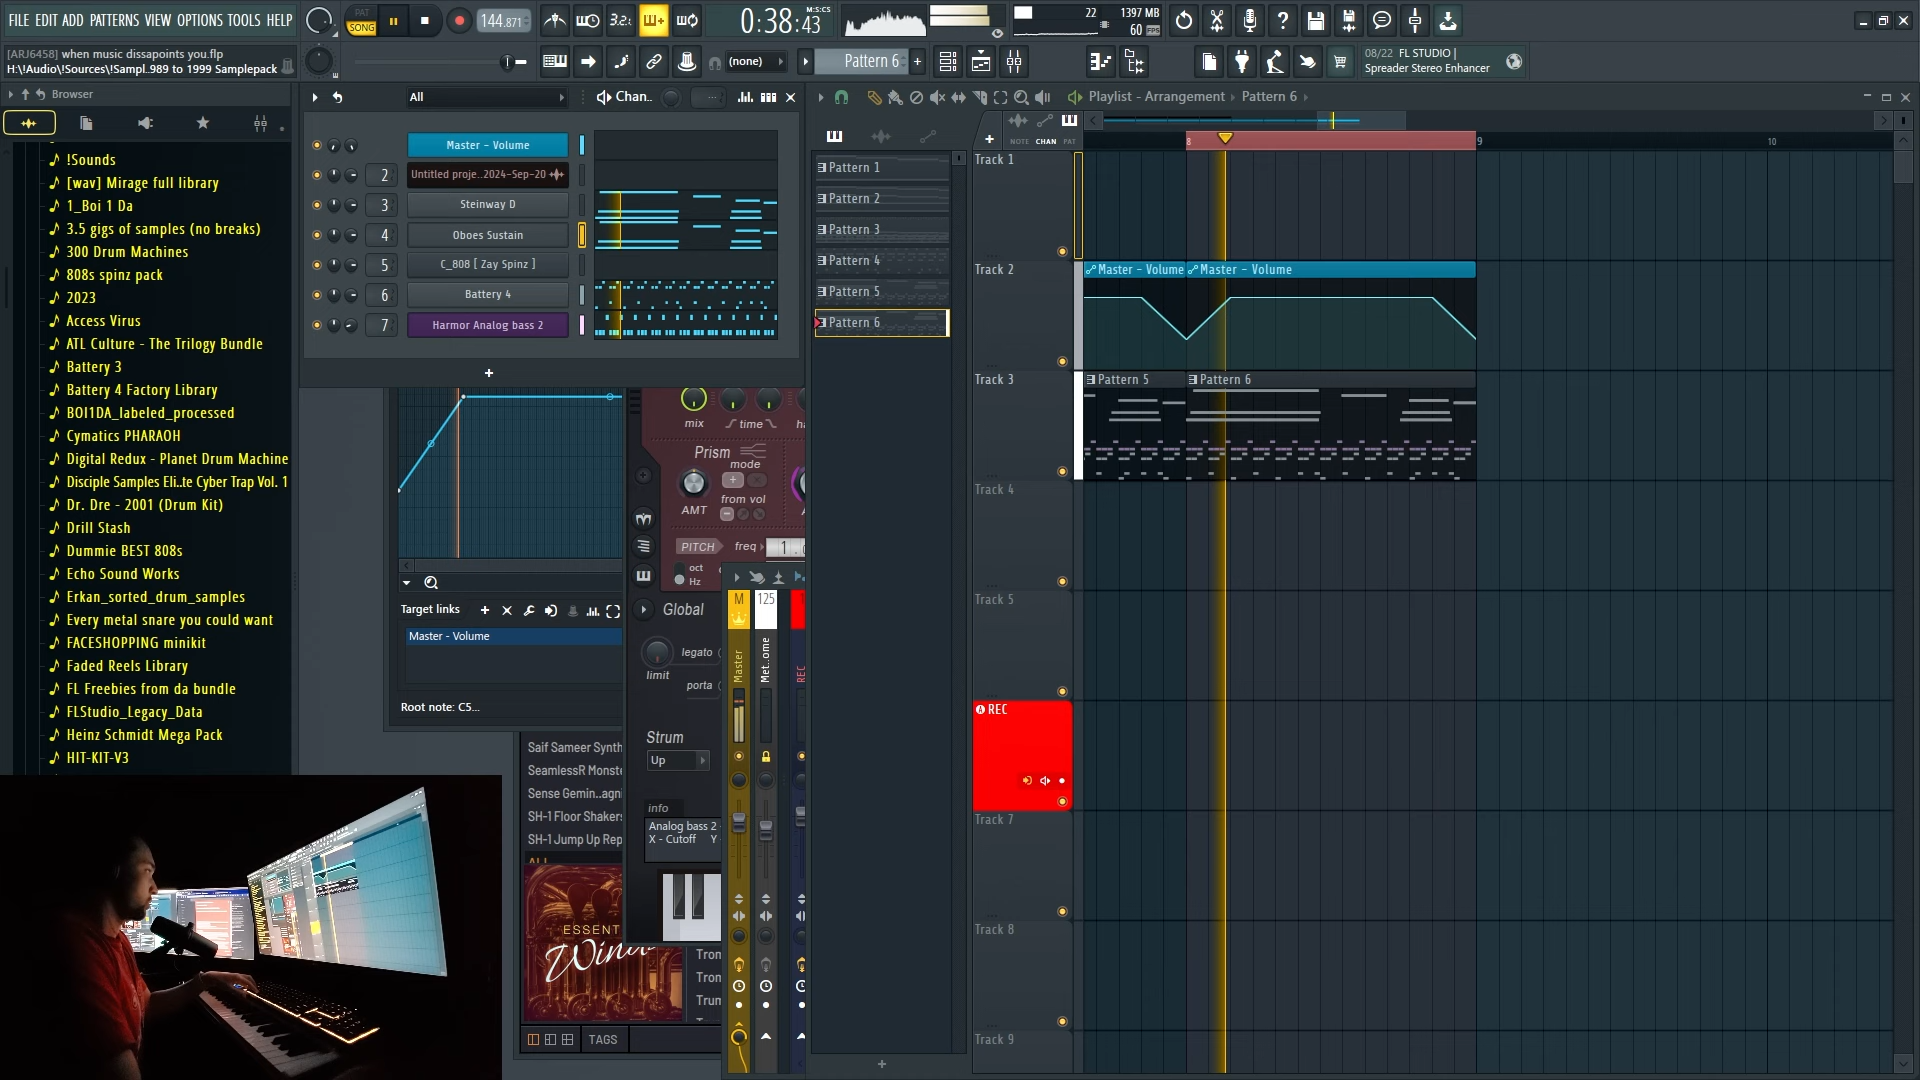 FILE EDIT ADD PATTERNS VIEW OPTIONS TOOLS HELP
PAT
SONG
144.871
3.2:
0:38:43
M:S:CS
22
1397 MB
60 FPS
[ARJ6458] when music dissapoints you.flp
H:\!Audio\!Sources\!Sampl.989 to 1999 Samplepack
(none)
Pattern 6
08/22 FL STUDIO |
Spreader Stereo Enhancer
Browser
All
Chan..
Playlist - Arrangement
Pattern 6
!Sounds
[wav] Mirage full library
1_Boi 1 Da
3.5 gigs of samples (no breaks)
300 Drum Machines
808s spinz pack
2023
Access Virus
ATL Culture - The Trilogy Bundle
Battery 3
Battery 4 Factory Library
BOI1DA_labeled_processed
Cymatics PHARAOH
Digital Redux - Planet Drum Machine
Disciple Samples Eli..te Cyber Trap Vol. 1
Dr. Dre - 2001 (Drum Kit)
Drill Stash
Dummie BEST 808s
Echo Sound Works
Erkan_sorted_drum_samples
Every metal snare you could want
FACESHOPPING minikit
Faded Reels Library
FL Freebies from da bundle
FLStudio_Legacy_Data
Heinz Schmidt Mega Pack
HIT-KIT-V3
Master - Volume
2
Untitled proje..2024-Sep-20
3
Steinway D
4
Oboes Sustain
5
C_808 [ Zay Spinz ]
6
Battery 4
7
Harmor Analog bass 2
Pattern 1
Pattern 2
Pattern 3
Pattern 4
Pattern 5
Pattern 6
NOTE CHAN PAT
8
9
10
Track 1
Track 2
Master - Volume
Master - Volume
Track 3
Pattern 5
Pattern 6
Track 4
Track 5
REC
Track 7
Track 8
Track 9
mix
time
Prism
mode
AMT
from vol
PITCH
freq
oct
Hz
Global
legato
limit
porta
Strum
Up
info
Analog bass 2
X - Cutoff
Target links
Master - Volume
Root note: C5...
M
125
Master
Met..ome
REC
Saif Sameer Synth
SeamlessR Monste
Sense Gemin..agni
SH-1 Floor Shakers
SH-1 Jump Up Rep
ALL
ESSENT
TAGS
Tron
Tron
Trun